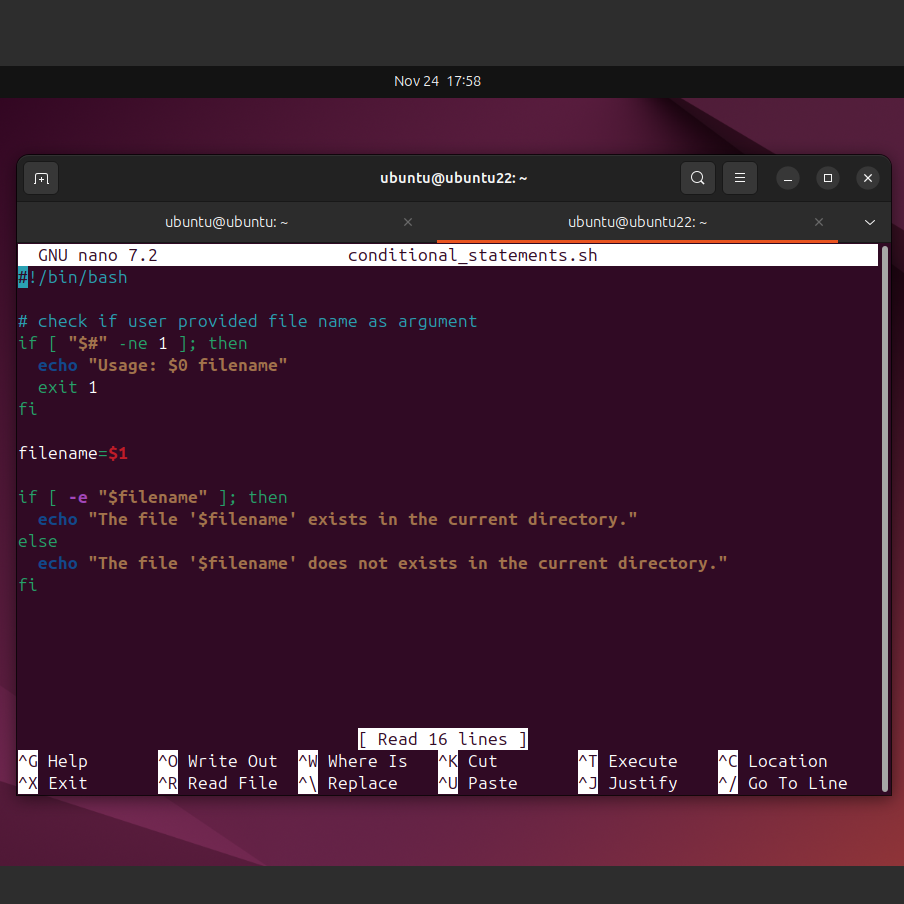 Nov 24 17:58
ubuntu@ubuntu22: ~
ubuntu@ubuntu: ~
ubuntu@ubuntu22: ~
GNU nano 7.2 conditional_statements.sh
#!/bin/bash

# check if user provided file name as argument
if [ "$#" -ne 1 ]; then
  echo "Usage: $0 filename"
  exit 1
fi

filename=$1

if [ -e "$filename" ]; then
  echo "The file '$filename' exists in the current directory."
else
  echo "The file '$filename' does not exists in the current directory."
fi

[ Read 16 lines ]
^G Help ^O Write Out ^W Where Is ^K Cut ^T Execute ^C Location
^X Exit ^R Read File ^\ Replace ^U Paste ^J Justify ^/ Go To Line